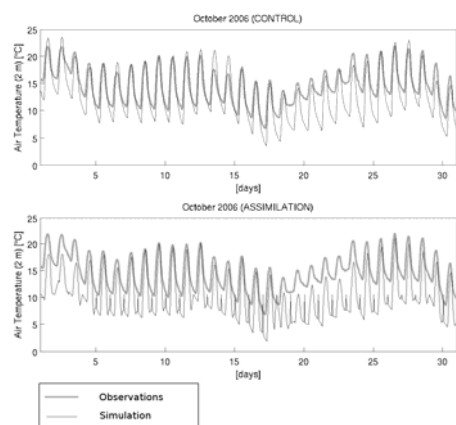 October 2006 (CONTROL)
Air Temperature (2 m) [°C]
25
20
15
10
5
0
5 10 15 20 25 30
[days]
October 2006 (ASSIMILATION)
Air Temperature (2 m) [°C]
25
20
15
10
5
0
5 10 15 20 25 30
[days]
Observations
Simulation